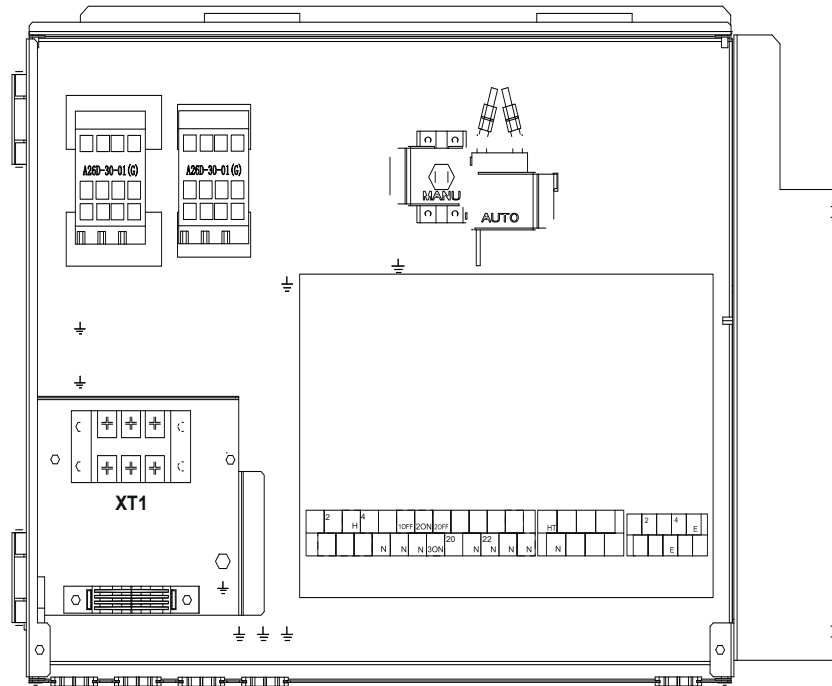 A26D-30-01(G) A26D-30-01(G)
MANU
AUTO
XT1
2 H 4 1OFF 2ON 2OFF HT 2 4 E
N N N 3ON 20 N 22 N N N N E